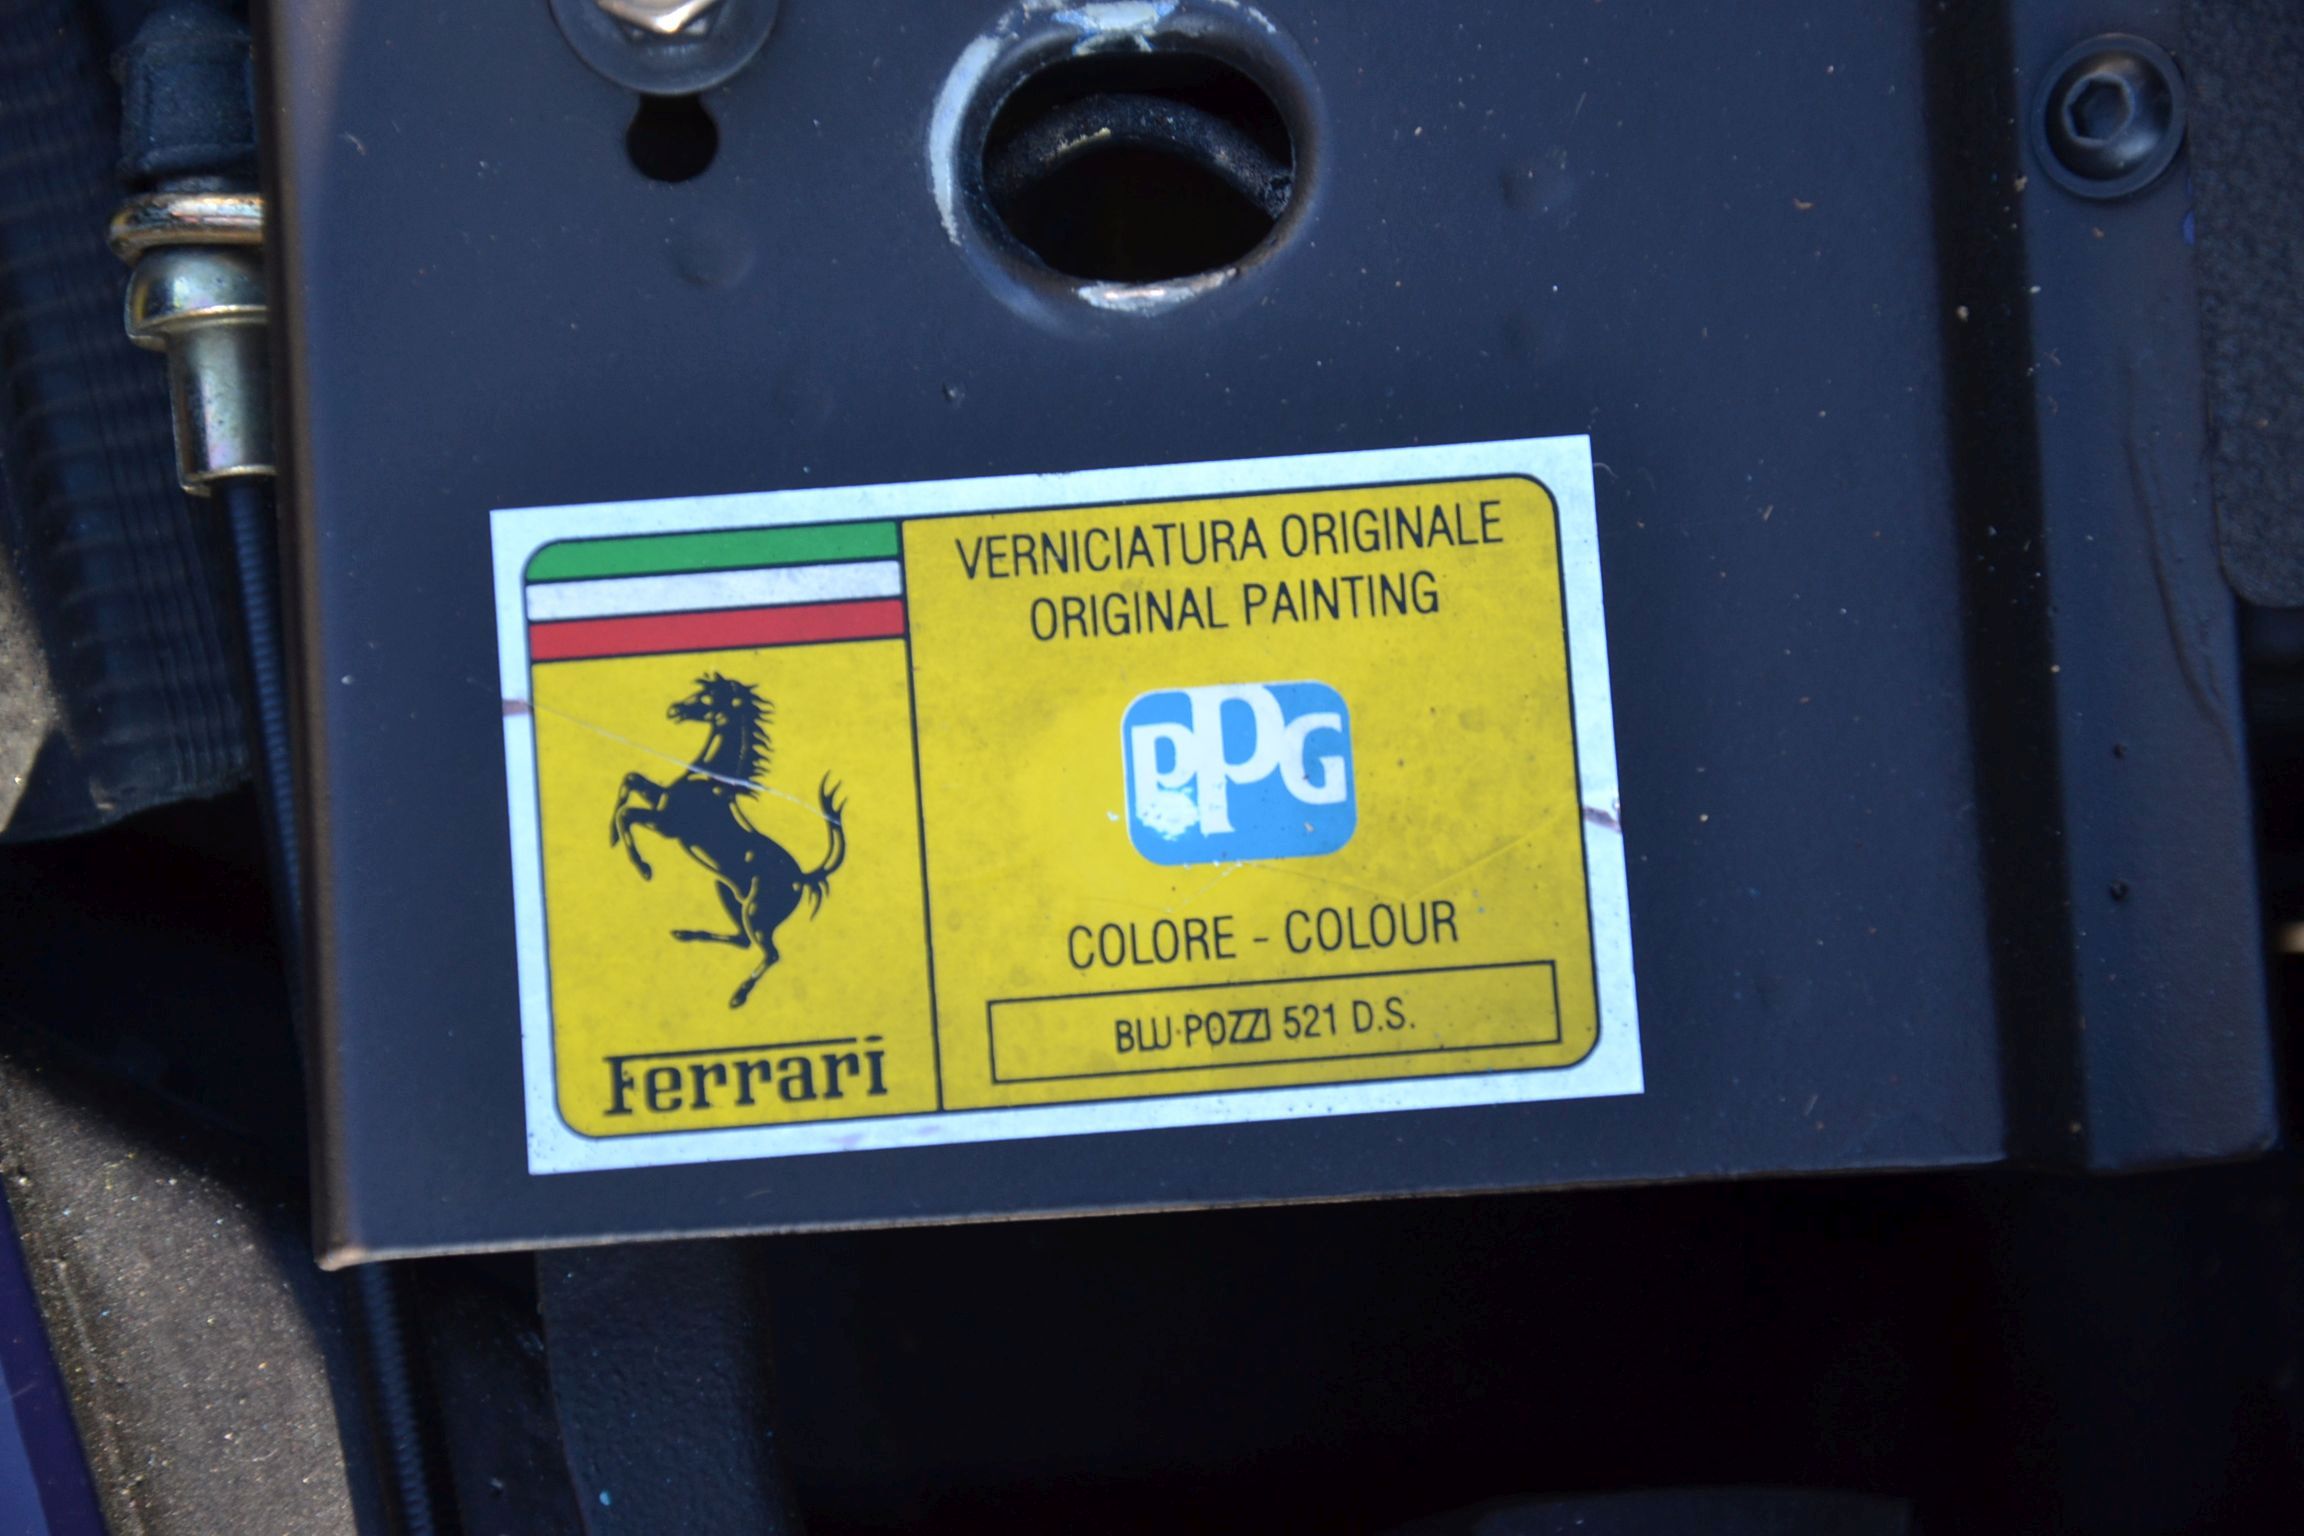 VERNICIATURA ORIGINALE
ORIGINAL PAINTING
PPG
COLORE - COLOUR
BLU POZZI 521 D.S.
Ferrari